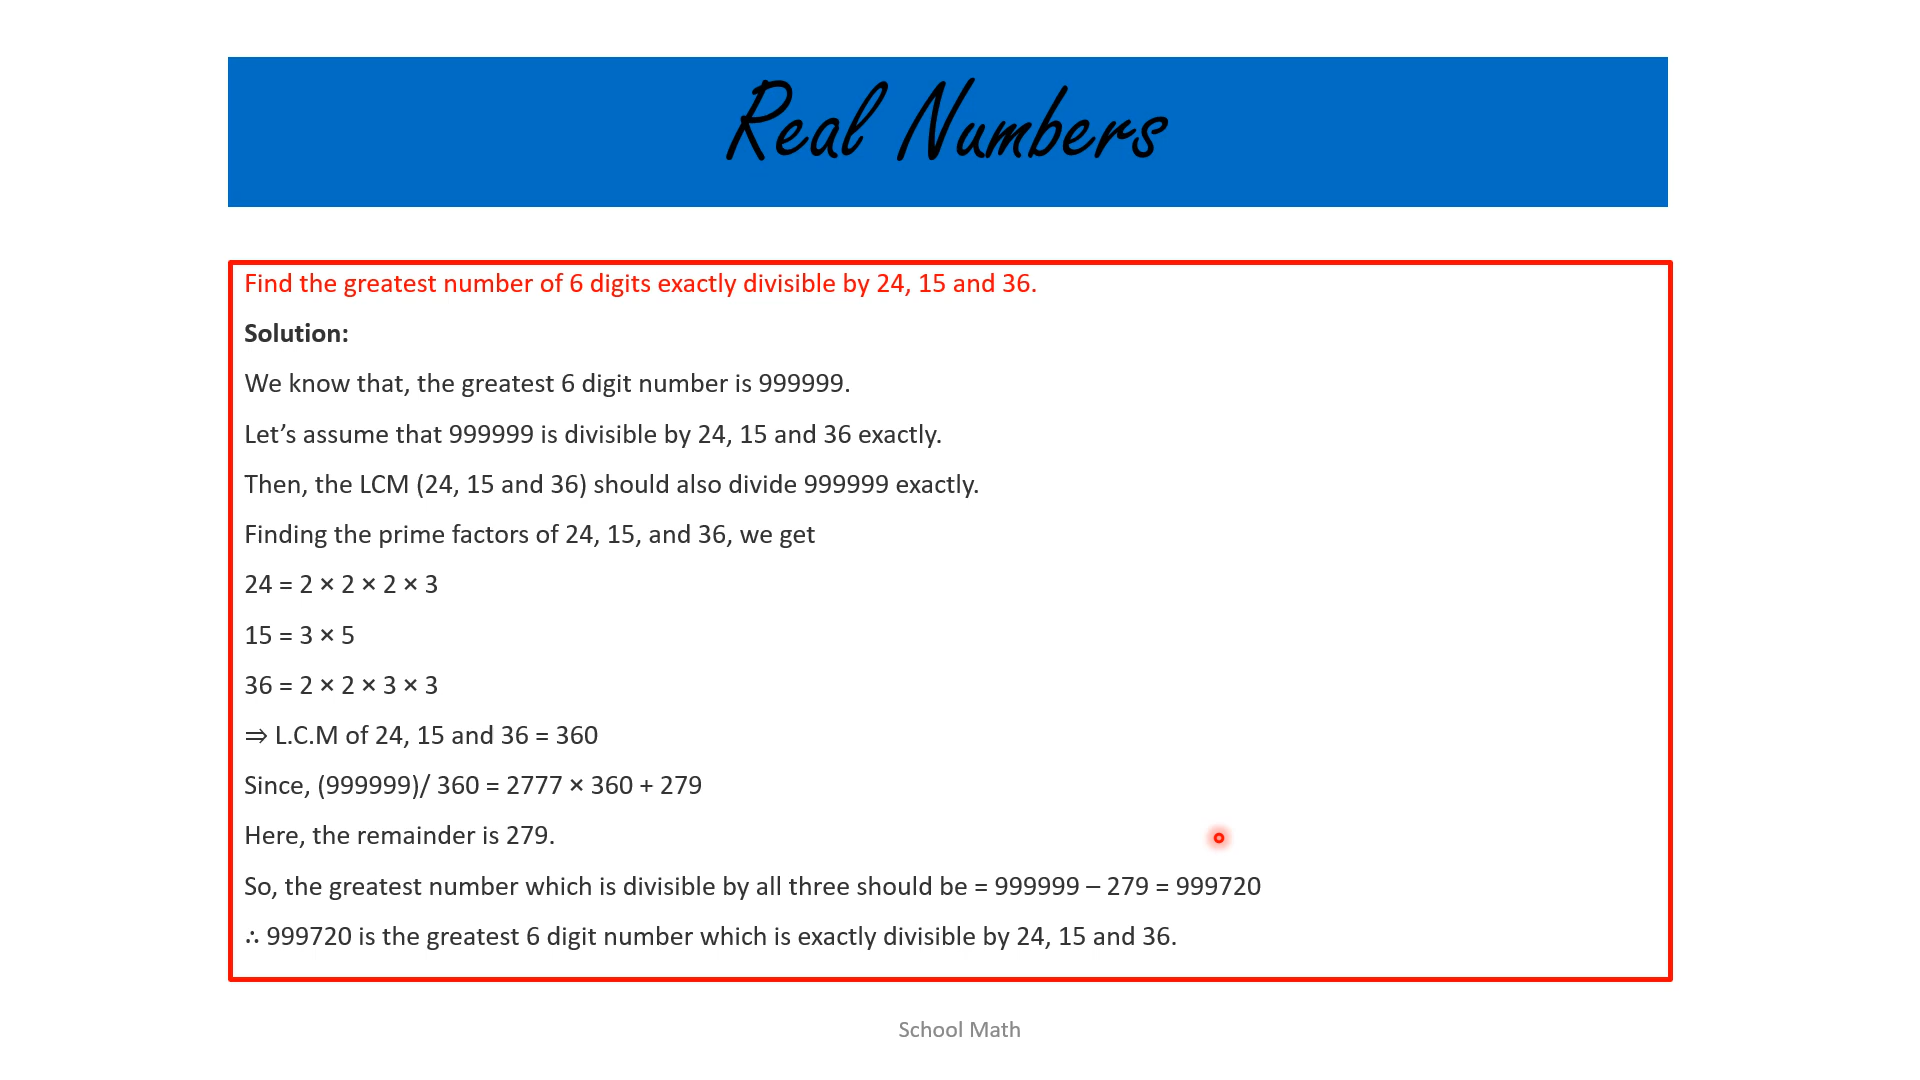 Real Numbers
Find the greatest number of 6 digits exactly divisible by 24, 15 and 36.
Solution:
We know that, the greatest 6 digit number is 999999.
Let’s assume that 999999 is divisible by 24, 15 and 36 exactly.
Then, the LCM (24, 15 and 36) should also divide 999999 exactly.
Finding the prime factors of 24, 15, and 36, we get
24 = 2 × 2 × 2 × 3
15 = 3 × 5
36 = 2 × 2 × 3 × 3
⇒ L.C.M of 24, 15 and 36 = 360
Since, (999999)/ 360 = 2777 × 360 + 279
Here, the remainder is 279.
So, the greatest number which is divisible by all three should be = 999999 – 279 = 999720
∴ 999720 is the greatest 6 digit number which is exactly divisible by 24, 15 and 36.
School Math